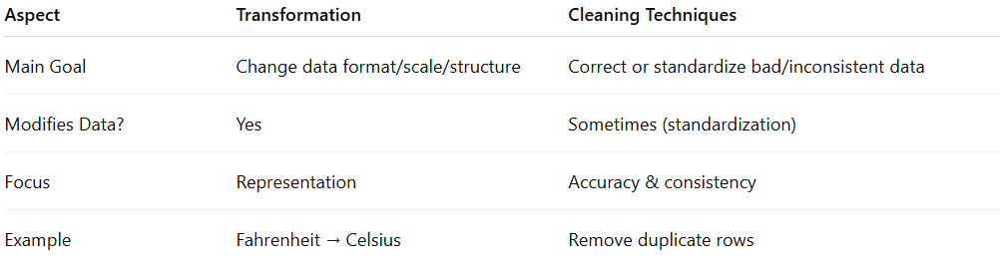 Aspect Transformation Cleaning Techniques
Main Goal Change data format/scale/structure Correct or standardize bad/inconsistent data
Modifies Data? Yes Sometimes (standardization)
Focus Representation Accuracy & consistency
Example Fahrenheit → Celsius Remove duplicate rows